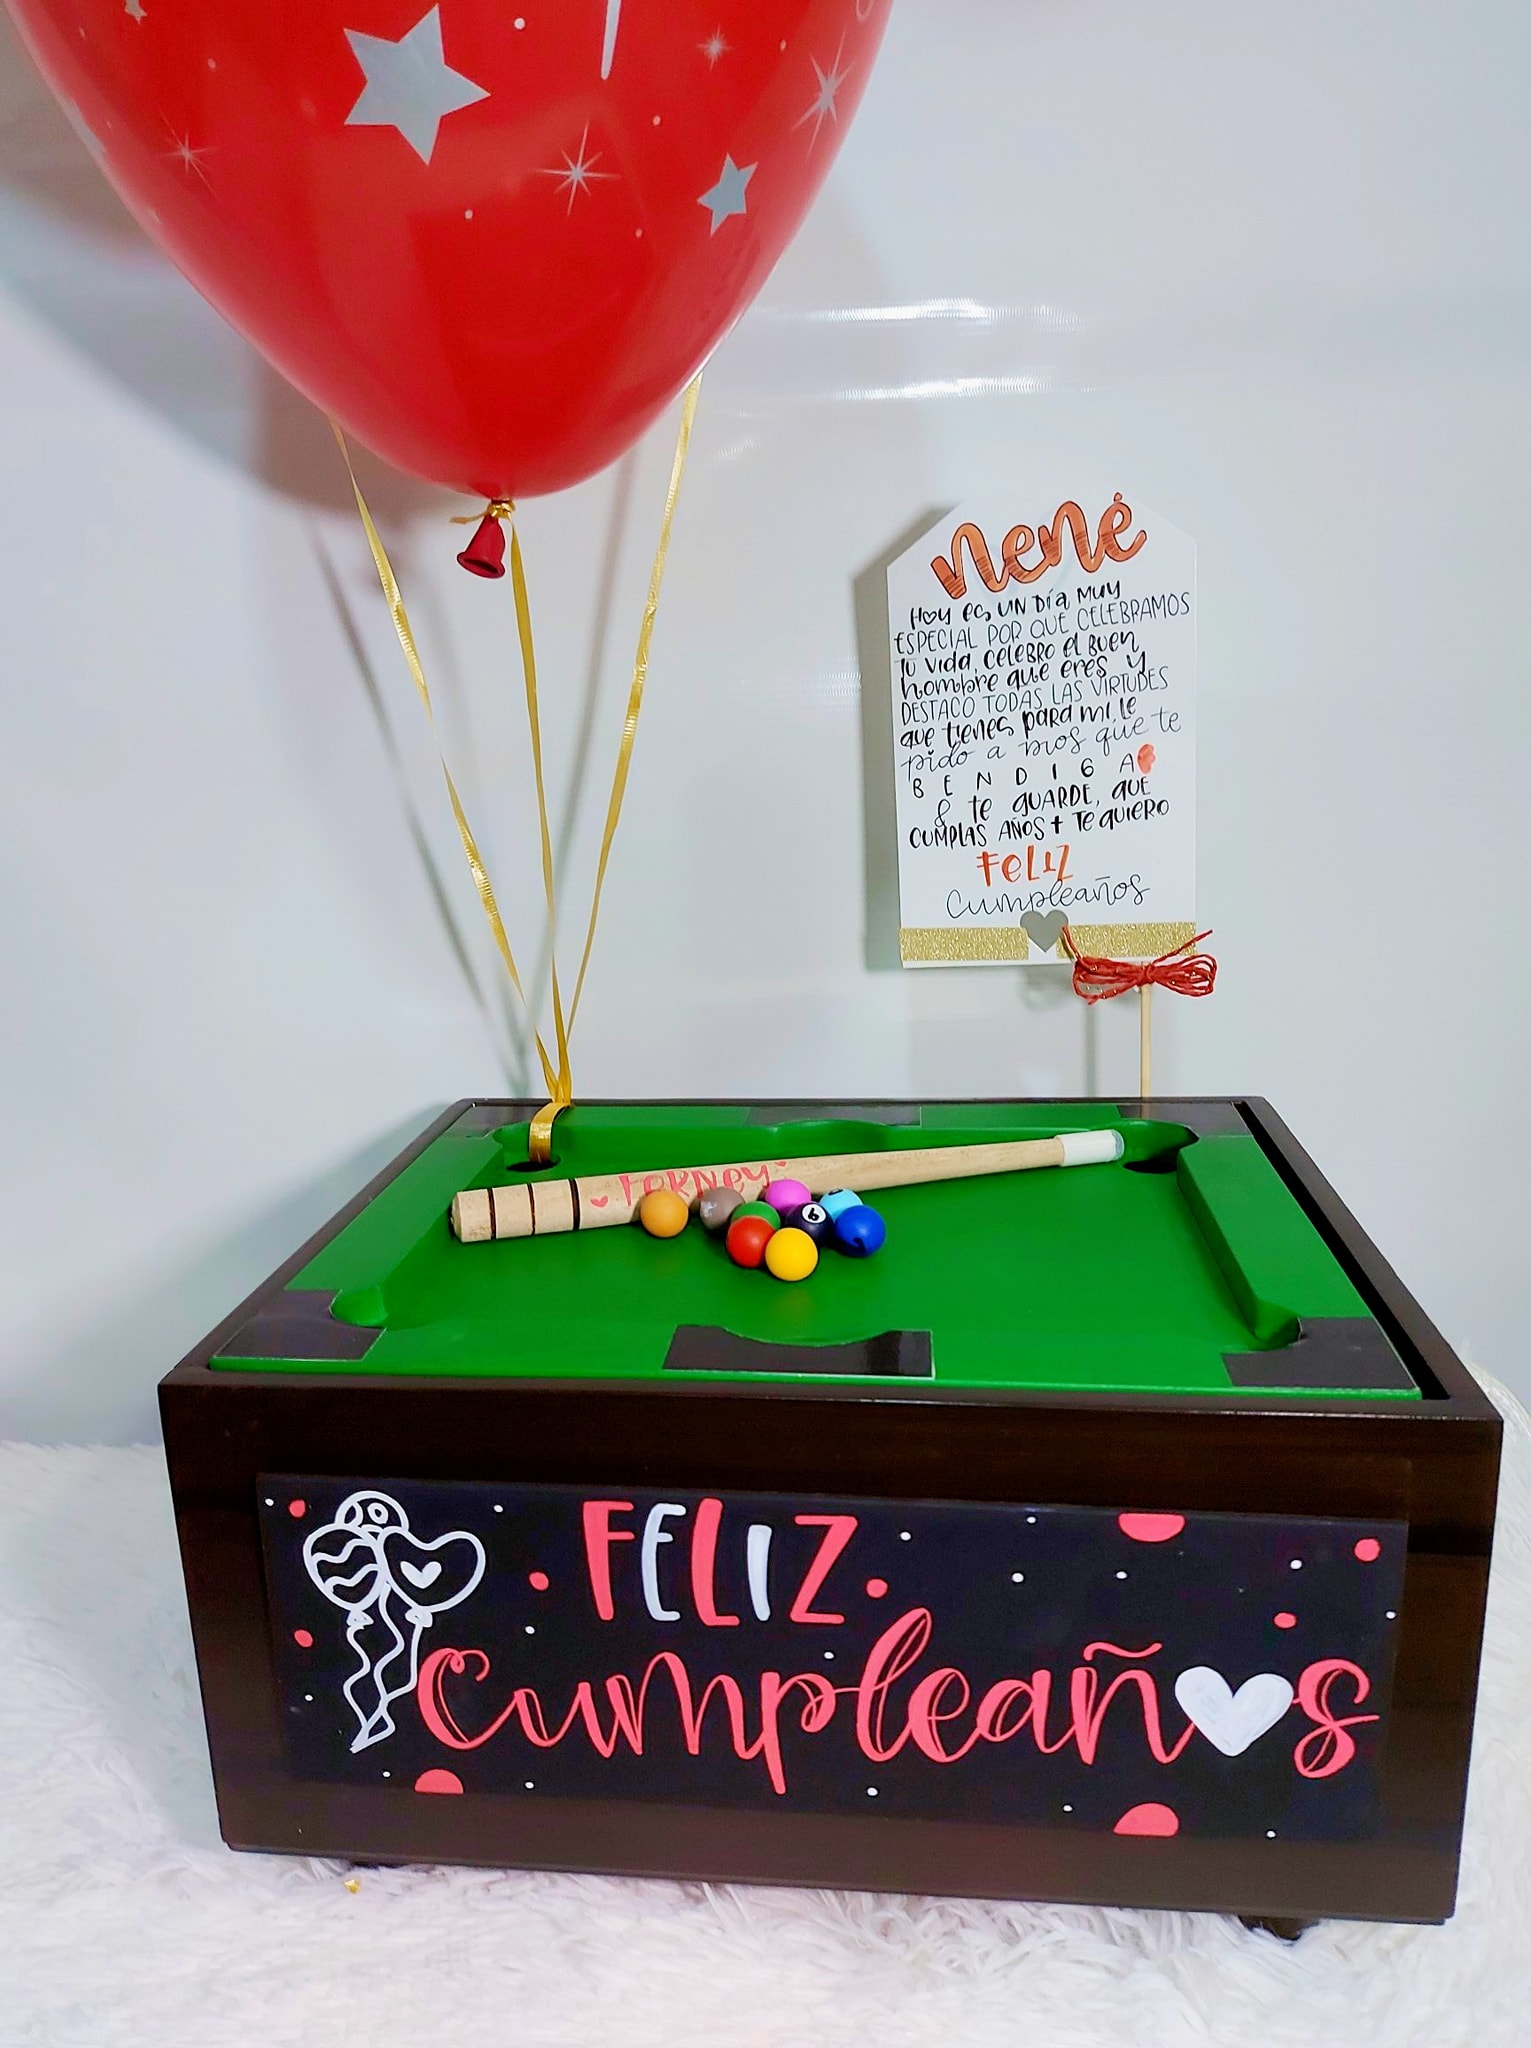 Nené
Hoy es un día muy
especial por que celebramos
tu vida, celebro el buen
hombre que eres y
destaco todas las virtudes
que tienes para mi, le
pido a Dios que te
BENDIGA
& te guarde, que
cumplas años + te quiero
Feliz
Cumpleaños
Ferney
6
FELIZ
Cumpleañ♥s